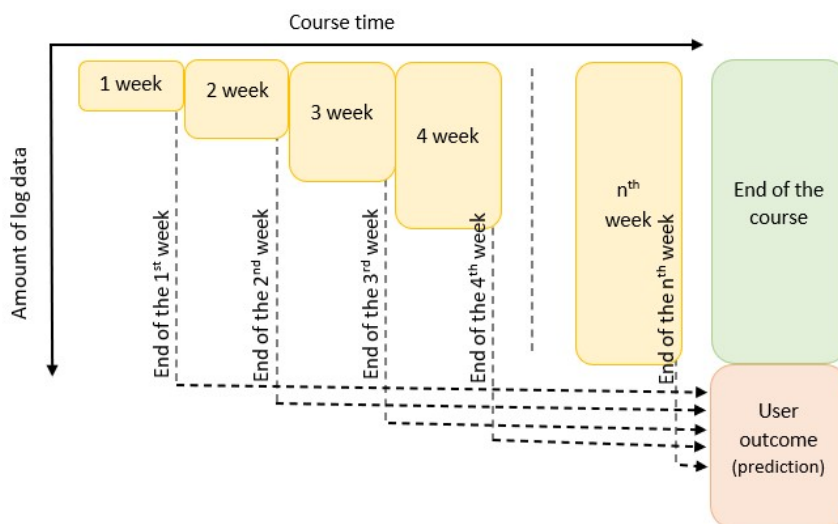 Course time
Amount of log data
1 week
2 week
3 week
4 week
nth
week
End of the
course
End of the 1st week
End of the 2nd week
End of the 3rd week
End of the 4th week
End of the nth week
User
outcome
(prediction)